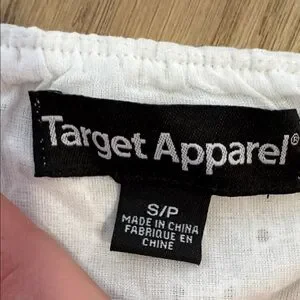 Target Apparel®
S/P
MADE IN CHINA
FABRIQUE EN
CHINE